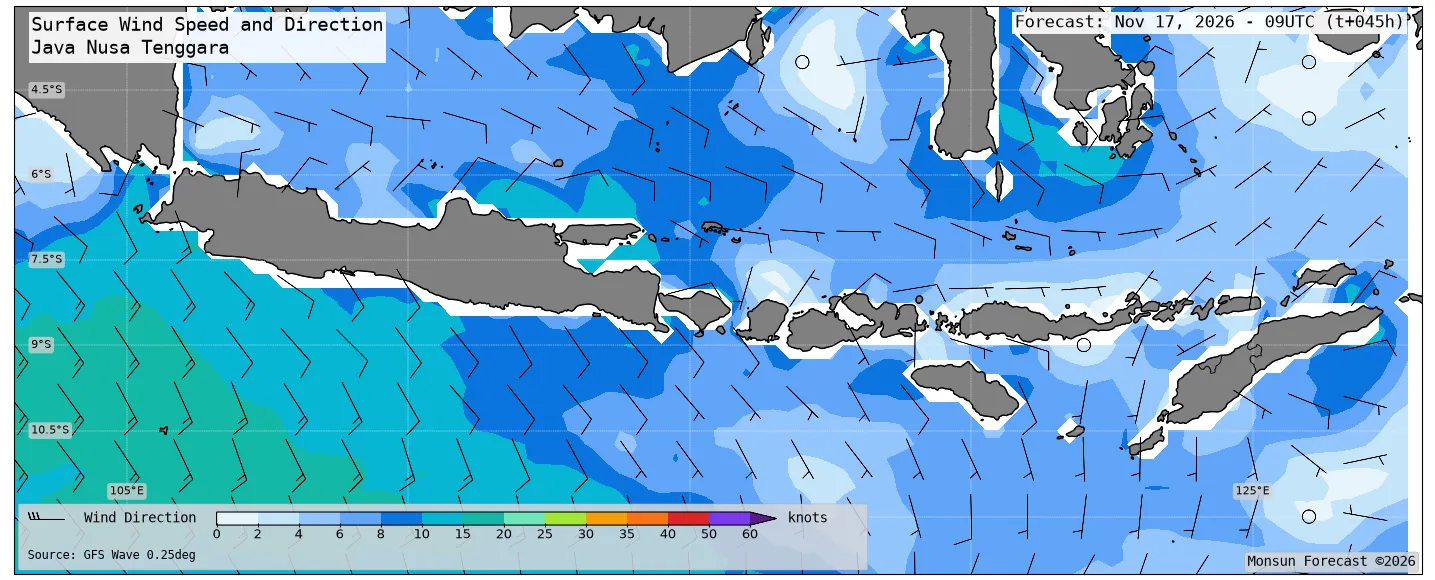 Surface Wind Speed and Direction
Java Nusa Tenggara
Forecast: Nov 17, 2026 - 09UTC (t+045h)
4.5°S
6°S
7.5°S
9°S
10.5°S
105°E
125°E
Wind Direction
0 2 4 6 8 10 15 20 25 30 35 40 50 60
knots
Source: GFS Wave 0.25deg
Monsun Forecast ©2026